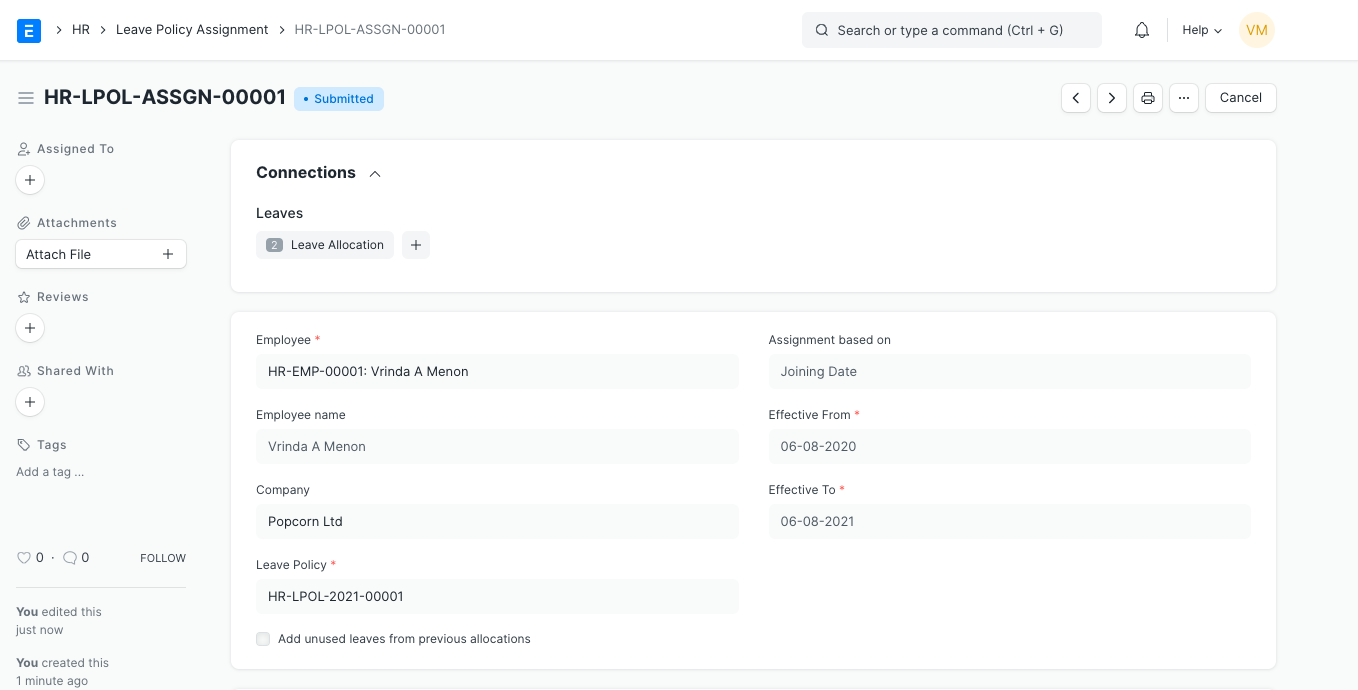 E HR Leave Policy Assignment HR-LPOL-ASSGN-00001 Search or type a command (Ctrl + G) Help VM
HR-LPOL-ASSGN-00001 • Submitted ··· Cancel
Assigned To
+
Attachments
Attach File +
Reviews
+
Shared With
+
Tags
Add a tag ...
0 · 0 FOLLOW
You edited this
just now
You created this
1 minute ago
Connections
Leaves
2 Leave Allocation +
Employee *
HR-EMP-00001: Vrinda A Menon
Employee name
Vrinda A Menon
Company
Popcorn Ltd
Leave Policy *
HR-LPOL-2021-00001
Add unused leaves from previous allocations
Assignment based on
Joining Date
Effective From *
06-08-2020
Effective To *
06-08-2021